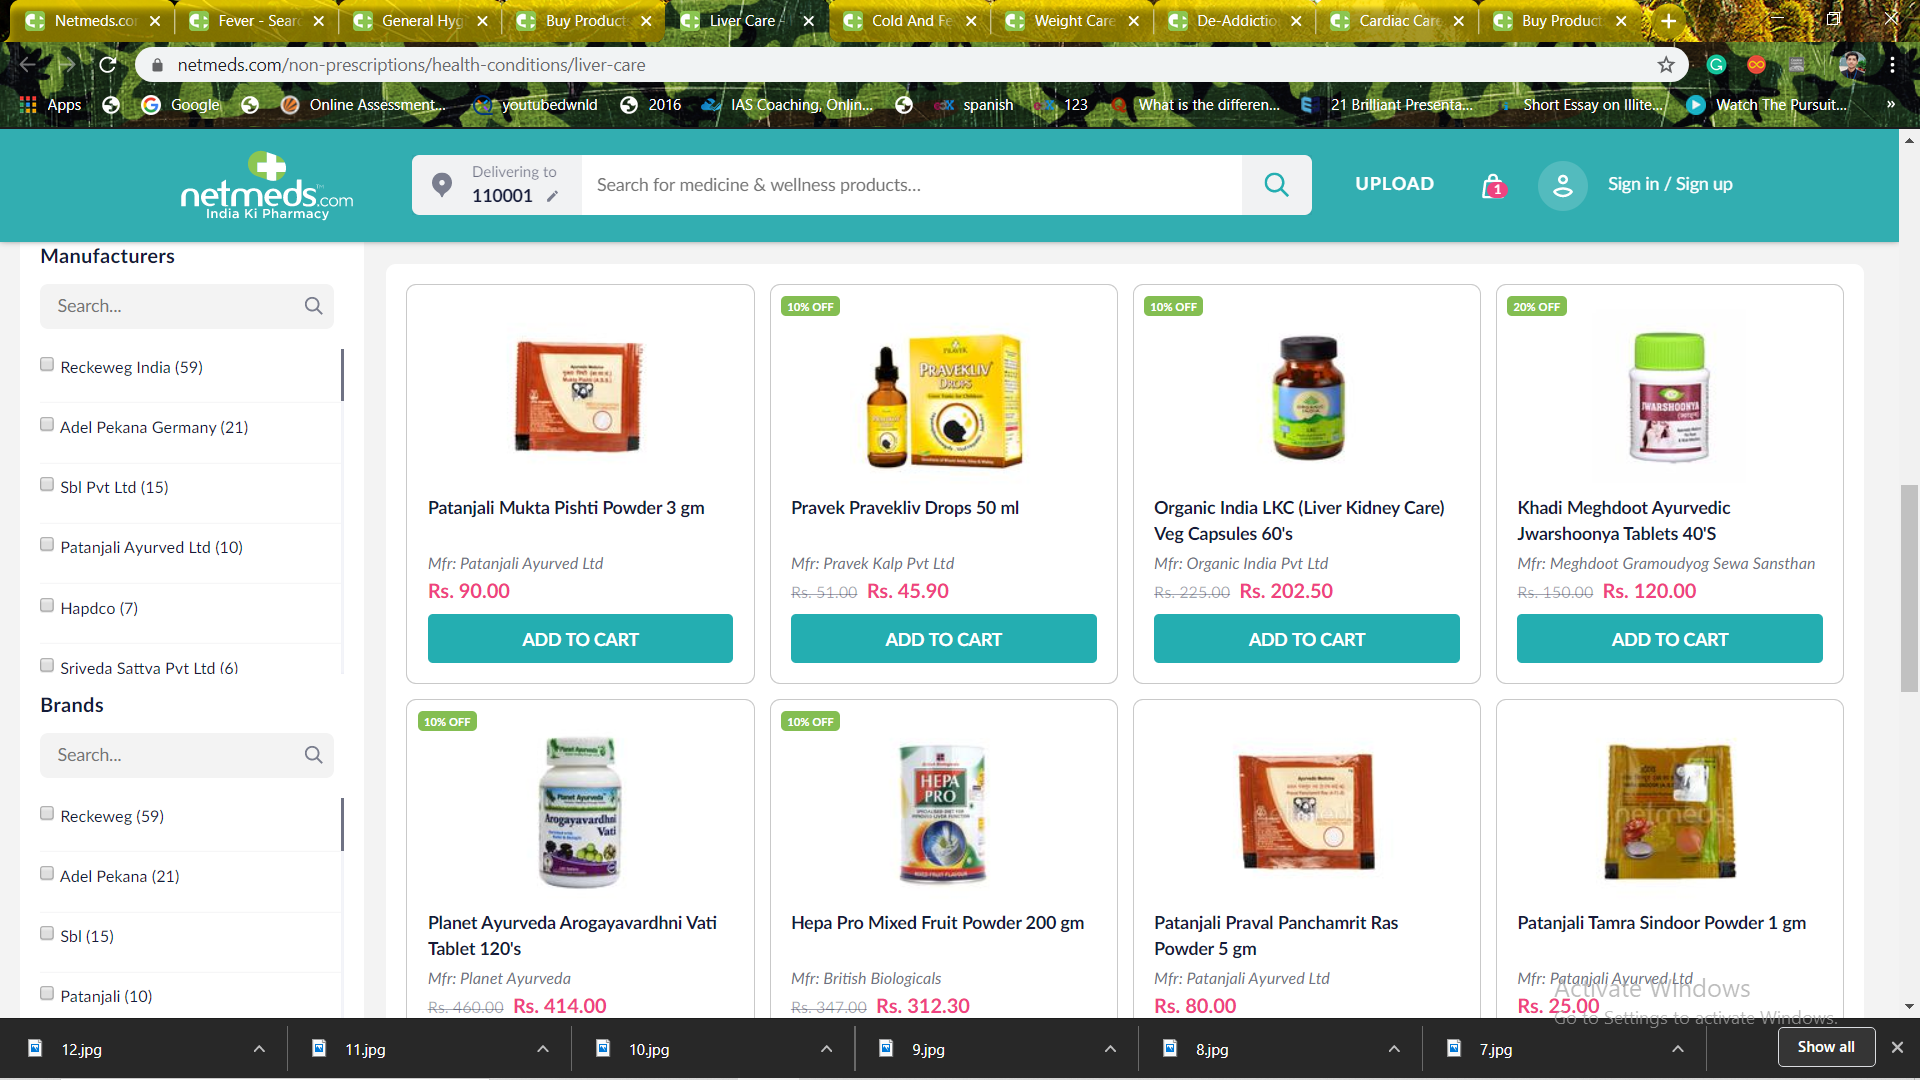 Netmeds.co
Fever - Sear
General Hyg
Buy Product
Liver Care -
Cold And Fe
Weight Care
De-Addictio
Cardiac Care
Buy Product
netmeds.com/non-prescriptions/health-conditions/liver-care
Apps
Google
Online Assessment...
youtubedwnld
2016
IAS Coaching, Onlin...
spanish
123
What is the differen...
21 Brilliant Presenta...
Short Essay on Illite...
Watch The Pursuit...
»
netmeds.com
India Ki Pharmacy
Delivering to
110001
Search for medicine & wellness products...
UPLOAD
1
Sign in / Sign up
Manufacturers
Search...
Reckeweg India (59)
Adel Pekana Germany (21)
Sbl Pvt Ltd (15)
Patanjali Ayurved Ltd (10)
Hapdco (7)
Sriveda Sattva Pvt Ltd (6)
Brands
Search...
Reckeweg (59)
Adel Pekana (21)
Sbl (15)
Patanjali (10)
Patanjali Mukta Pishti Powder 3 gm
Mfr: Patanjali Ayurved Ltd
Rs. 90.00
ADD TO CART
10% OFF
PRAVEKLIV
DROPS
Pravek Pravekliv Drops 50 ml
Mfr: Pravek Kalp Pvt Ltd
Rs. 51.00 Rs. 45.90
ADD TO CART
10% OFF
Organic India LKC (Liver Kidney Care)
Veg Capsules 60's
Mfr: Organic India Pvt Ltd
Rs. 225.00 Rs. 202.50
ADD TO CART
20% OFF
JWARSHOONYA
Khadi Meghdoot Ayurvedic
Jwarshoonya Tablets 40'S
Mfr: Meghdoot Gramoudyog Sewa Sansthan
Rs. 150.00 Rs. 120.00
ADD TO CART
10% OFF
Planet Ayurveda
Arogayavardhni
Vati
Planet Ayurveda Arogayavardhni Vati
Tablet 120's
Mfr: Planet Ayurveda
Rs. 460.00 Rs. 414.00
10% OFF
HEPA
PRO
Hepa Pro Mixed Fruit Powder 200 gm
Mfr: British Biologicals
Rs. 347.00 Rs. 312.30
Patanjali Praval Panchamrit Ras
Powder 5 gm
Mfr: Patanjali Ayurved Ltd
Rs. 80.00
netmeds
Patanjali Tamra Sindoor Powder 1 gm
Mfr: Patanjali Ayurved Ltd
Rs. 25.00
Activate Windows
Go to Settings to activate Windows.
12.jpg
11.jpg
10.jpg
9.jpg
8.jpg
7.jpg
Show all